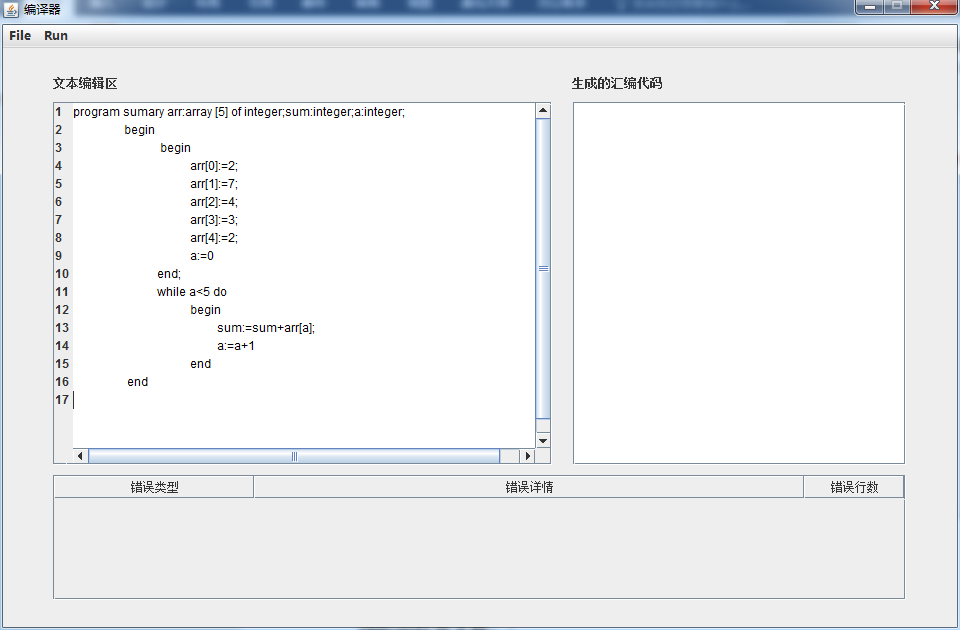 编译器
File Run
文本编辑区
生成的汇编代码
1 program sumary arr:array [5] of integer;sum:integer;a:integer;
2 begin
3 begin
4 arr[0]:=2;
5 arr[1]:=7;
6 arr[2]:=4;
7 arr[3]:=3;
8 arr[4]:=2;
9 a:=0
10 end;
11 while a<5 do
12 begin
13 sum:=sum+arr[a];
14 a:=a+1
15 end
16 end
17
错误类型 错误详情 错误行数